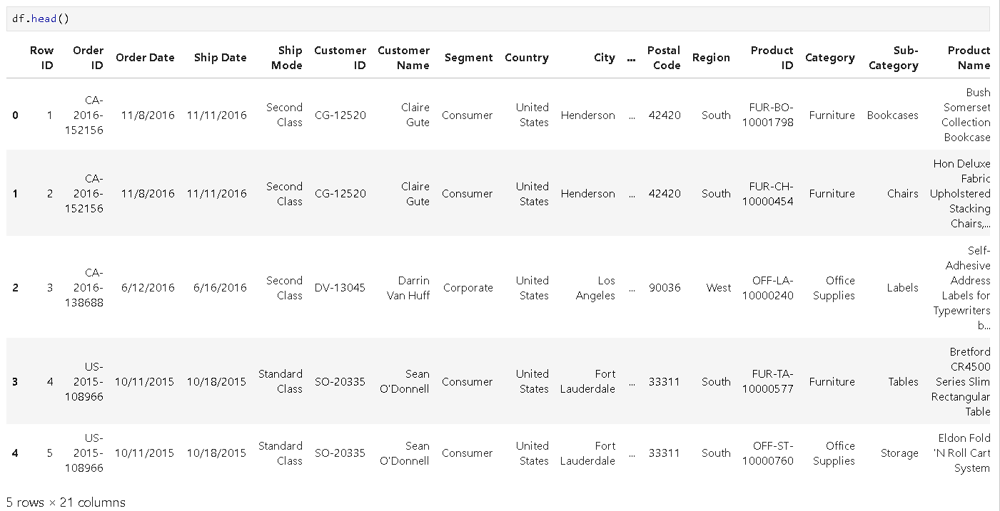 df.head()
Row ID Order ID Order Date Ship Date Ship Mode Customer ID Customer Name Segment Country City ... Postal Code Region Product ID Category Sub-Category Product Name
0 1 CA-2016-152156 11/8/2016 11/11/2016 Second Class CG-12520 Claire Gute Consumer United States Henderson ... 42420 South FUR-BO-10001798 Furniture Bookcases Bush Somerset Collection Bookcase
1 2 CA-2016-152156 11/8/2016 11/11/2016 Second Class CG-12520 Claire Gute Consumer United States Henderson ... 42420 South FUR-CH-10000454 Furniture Chairs Hon Deluxe Fabric Upholstered Stacking Chairs,...
2 3 CA-2016-138688 6/12/2016 6/16/2016 Second Class DV-13045 Darrin Van Huff Corporate United States Los Angeles ... 90036 West OFF-LA-10000240 Office Supplies Labels Self-Adhesive Address Labels for Typewriters b...
3 4 US-2015-108966 10/11/2015 10/18/2015 Standard Class SO-20335 Sean O'Donnell Consumer United States Fort Lauderdale ... 33311 South FUR-TA-10000577 Furniture Tables Bretford CR4500 Series Slim Rectangular Table
4 5 US-2015-108966 10/11/2015 10/18/2015 Standard Class SO-20335 Sean O'Donnell Consumer United States Fort Lauderdale ... 33311 South OFF-ST-10000760 Office Supplies Storage Eldon Fold 'N Roll Cart System
5 rows × 21 columns